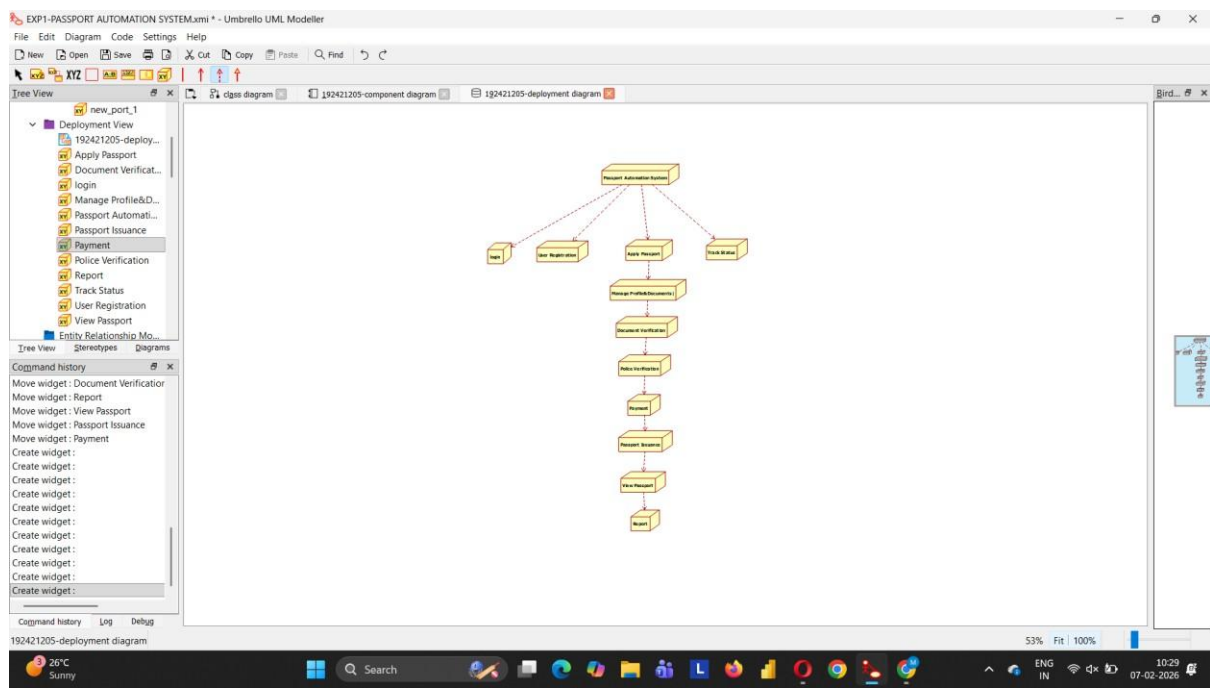 EXP1-PASSPORT AUTOMATION SYSTEM.xmi * - Umbrello UML Modeller
File Edit Diagram Code Settings Help
New Open Save Cut Copy Paste Find
XYZ
Tree View
class diagram 192421205-component diagram 192421205-deployment diagram
Bird...
new_port_1
Deployment View
192421205-deploy...
Apply Passport
Document Verificat...
login
Manage Profile&D...
Passport Automati...
Passport Issuance
Payment
Police Verification
Report
Track Status
User Registration
View Passport
Entity Relationship Mo...
Tree View Stereotypes Diagrams
Command history
Move widget : Document Verification
Move widget : Report
Move widget : View Passport
Move widget : Passport Issuance
Move widget : Payment
Create widget :
Create widget :
Create widget :
Create widget :
Create widget :
Create widget :
Create widget :
Create widget :
Create widget :
Create widget :
Create widget :
Command history Log Debug
Passport Automation System
login
User Registration
Apply Passport
Track Status
Manage Profile&Documents |
Document Verification
Police Verification
Payment
Passport Issuance
View Passport
Report
192421205-deployment diagram
53% Fit 100%
3 26°C
Sunny
Search
ENG
IN
10:29
07-02-2026